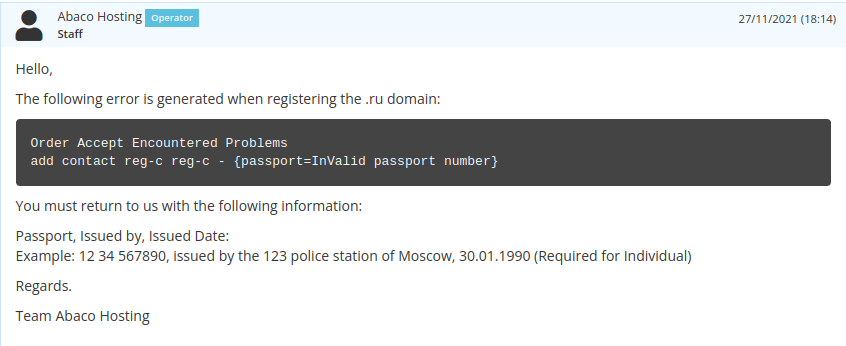 Abaco Hosting Operator 27/11/2021 (18:14)
Staff
Hello,
The following error is generated when registering the .ru domain:
Order Accept Encountered Problems
add contact reg-c reg-c - {passport=InValid passport number}
You must return to us with the following information:
Passport, Issued by, Issued Date:
Example: 12 34 567890, issued by the 123 police station of Moscow, 30.01.1990 (Required for Individual)
Regards.
Team Abaco Hosting